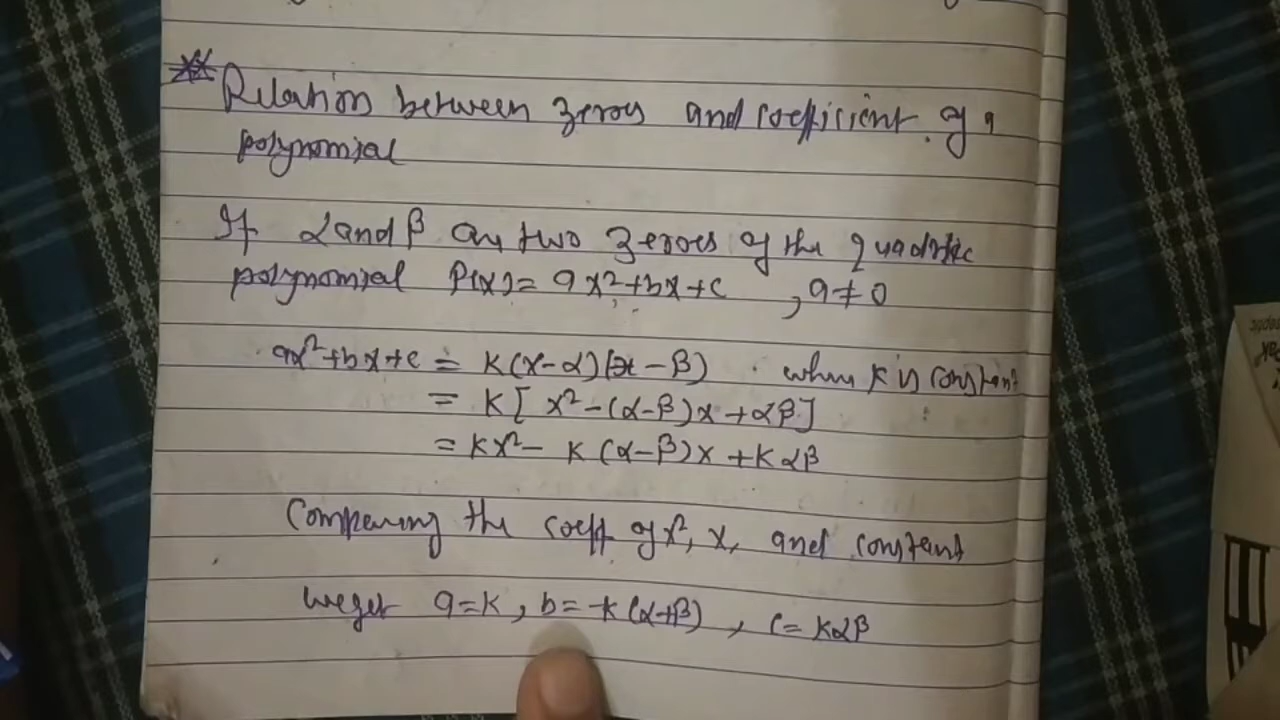 Relation between zeroes and coefficient of a
polynomial
If α and β are two zeroes of the quadratic
polynomial P(x) = ax²+bx+c , a ≠ 0
ax²+bx+c = K(x-α)(x-β) . where K is constant
= K[x²-(α-β)x+αβ]
= Kx²- K(α-β)x +Kαβ
Comparing the coeff of x², x, and constant
we get a=K, b=-K(α+β), c= Kαβ